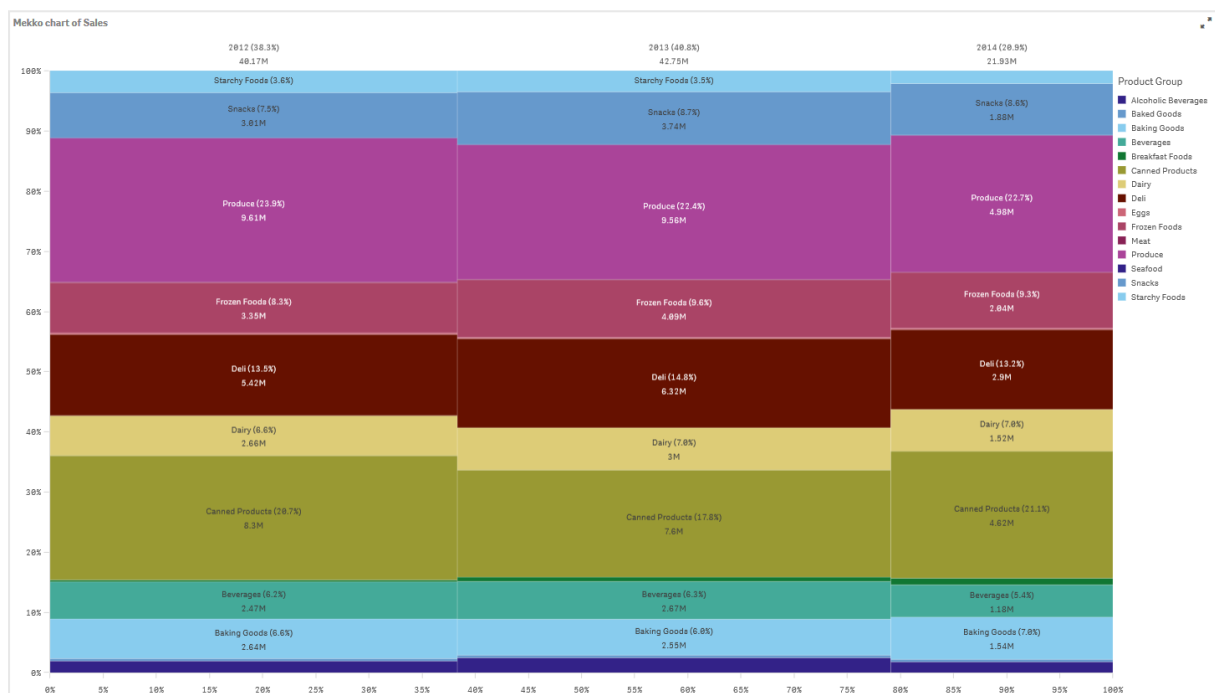 Mekko chart of Sales
2012 (38.3%)
40.17M
2013 (40.8%)
42.75M
2014 (20.9%)
21.93M
100%
90%
80%
70%
60%
50%
40%
30%
20%
10%
0%
Starchy Foods (3.6%)
Snacks (7.5%)
3.01M
Produce (23.9%)
9.61M
Frozen Foods (8.3%)
3.35M
Deli (13.5%)
5.42M
Dairy (6.6%)
2.66M
Canned Products (20.7%)
8.3M
Beverages (6.2%)
2.47M
Baking Goods (6.6%)
2.64M
Starchy Foods (3.5%)
Snacks (8.7%)
3.74M
Produce (22.4%)
9.56M
Frozen Foods (9.6%)
4.09M
Deli (14.8%)
6.32M
Dairy (7.0%)
3M
Canned Products (17.8%)
7.6M
Beverages (6.3%)
2.67M
Baking Goods (6.0%)
2.55M
Snacks (8.6%)
1.88M
Produce (22.7%)
4.98M
Frozen Foods (9.3%)
2.04M
Deli (13.2%)
2.9M
Dairy (7.0%)
1.52M
Canned Products (21.1%)
4.62M
Beverages (5.4%)
1.18M
Baking Goods (7.0%)
1.54M
0%
5%
10%
15%
20%
25%
30%
35%
40%
45%
50%
55%
60%
65%
70%
75%
80%
85%
90%
95%
100%
Product Group
Alcoholic Beverages
Baked Goods
Baking Goods
Beverages
Breakfast Foods
Canned Products
Dairy
Deli
Eggs
Frozen Foods
Meat
Produce
Seafood
Snacks
Starchy Foods